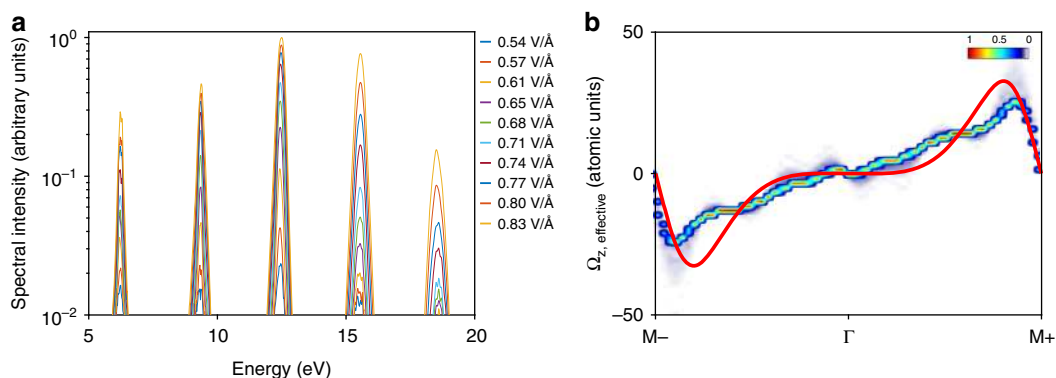 a
Spectral intensity (arbitrary units)
10⁰
10⁻¹
10⁻²
5
10
15
20
Energy (eV)
0.54 V/Å
0.57 V/Å
0.61 V/Å
0.65 V/Å
0.68 V/Å
0.71 V/Å
0.74 V/Å
0.77 V/Å
0.80 V/Å
0.83 V/Å
b
Ω_z, effective (atomic units)
50
0
−50
1 0.5 0
M−
Γ
M+